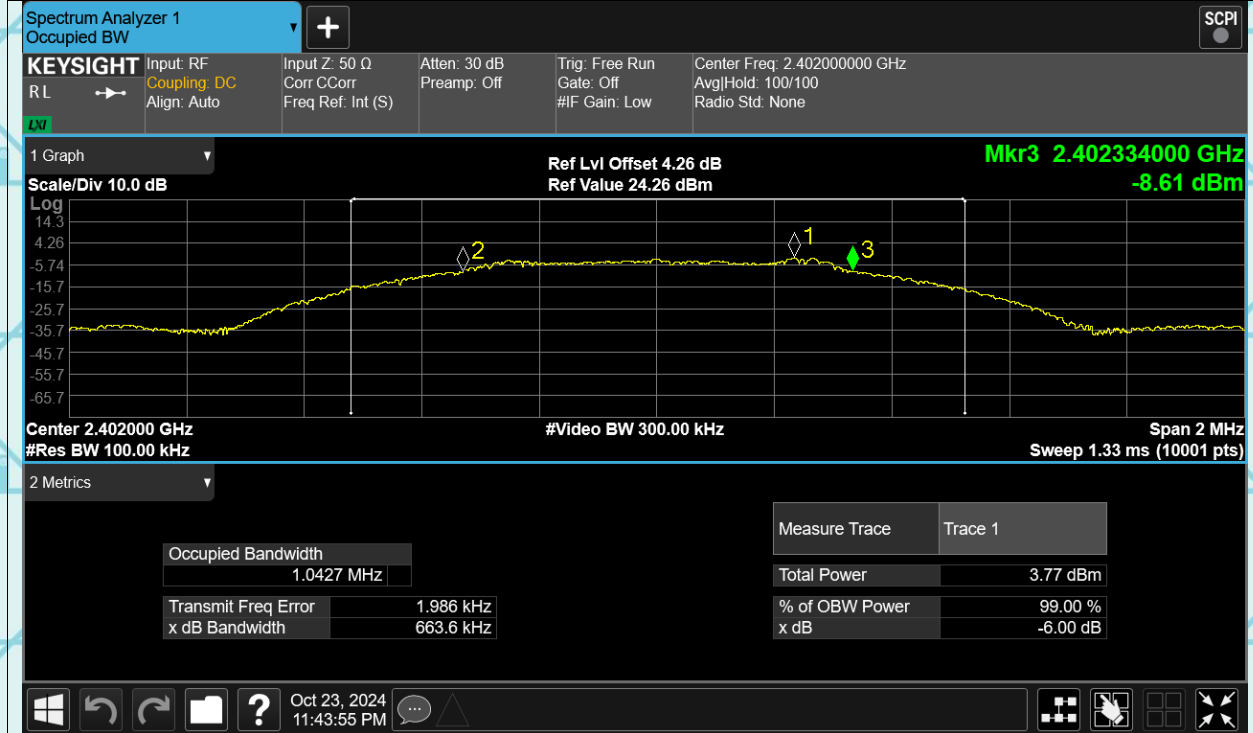 Spectrum Analyzer 1
Occupied BW
SCPI
KEYSIGHT
R L
LXI
Input: RF
Coupling: DC
Align: Auto
Input Z: 50 Ω
Corr CCorr
Freq Ref: Int (S)
Atten: 30 dB
Preamp: Off
Trig: Free Run
Gate: Off
#IF Gain: Low
Center Freq: 2.402000000 GHz
Avg|Hold: 100/100
Radio Std: None
1 Graph
Scale/Div 10.0 dB
Ref Lvl Offset 4.26 dB
Ref Value 24.26 dBm
Mkr3 2.402334000 GHz
-8.61 dBm
Log
14.3
4.26
-5.74
-15.7
-25.7
-35.7
-45.7
-55.7
-65.7
2
1
3
Center 2.402000 GHz
#Res BW 100.00 kHz
#Video BW 300.00 kHz
Span 2 MHz
Sweep 1.33 ms (10001 pts)
2 Metrics
Occupied Bandwidth
1.0427 MHz
Transmit Freq Error 1.986 kHz
x dB Bandwidth 663.6 kHz
Measure Trace Trace 1
Total Power 3.77 dBm
% of OBW Power 99.00 %
x dB -6.00 dB
?
Oct 23, 2024
11:43:55 PM